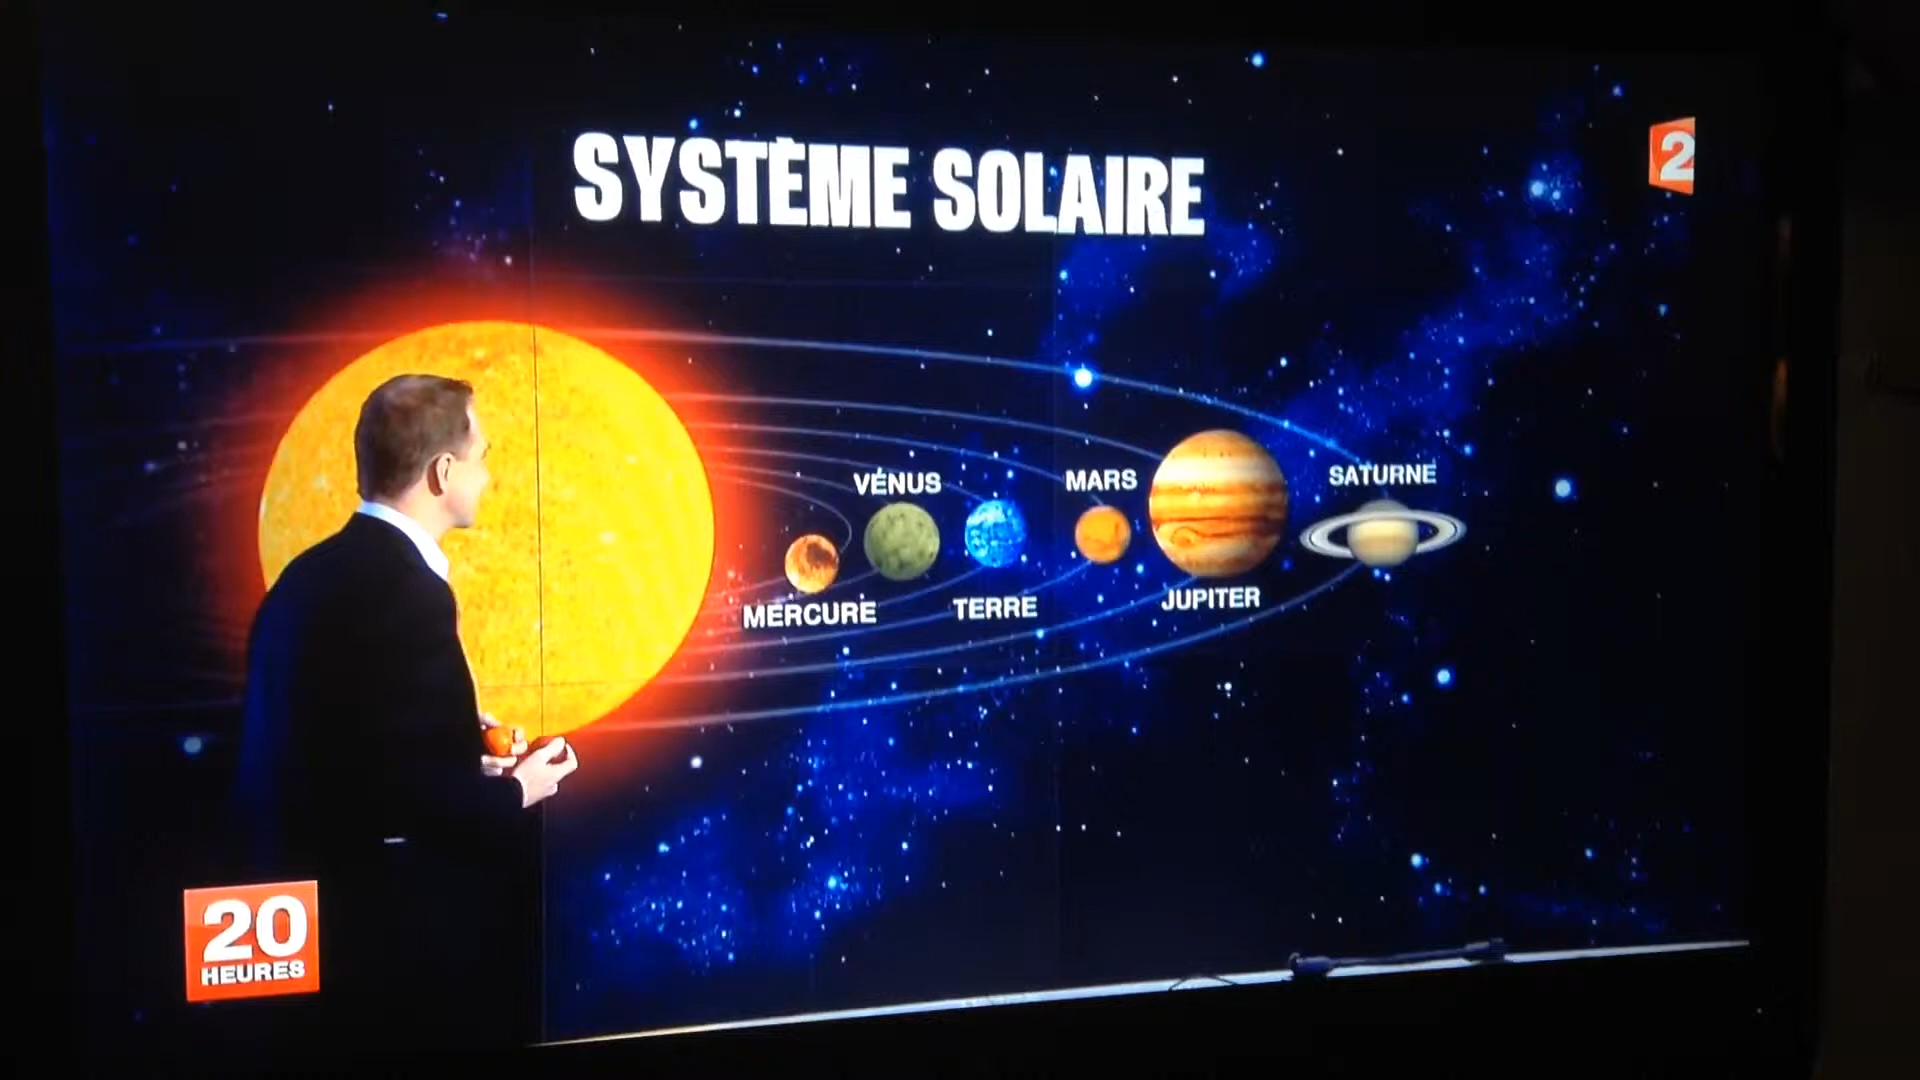 SYSTÈME SOLAIRE
2
VÉNUS
MARS
SATURNE
MERCURE
TERRE
JUPITER
20
HEURES